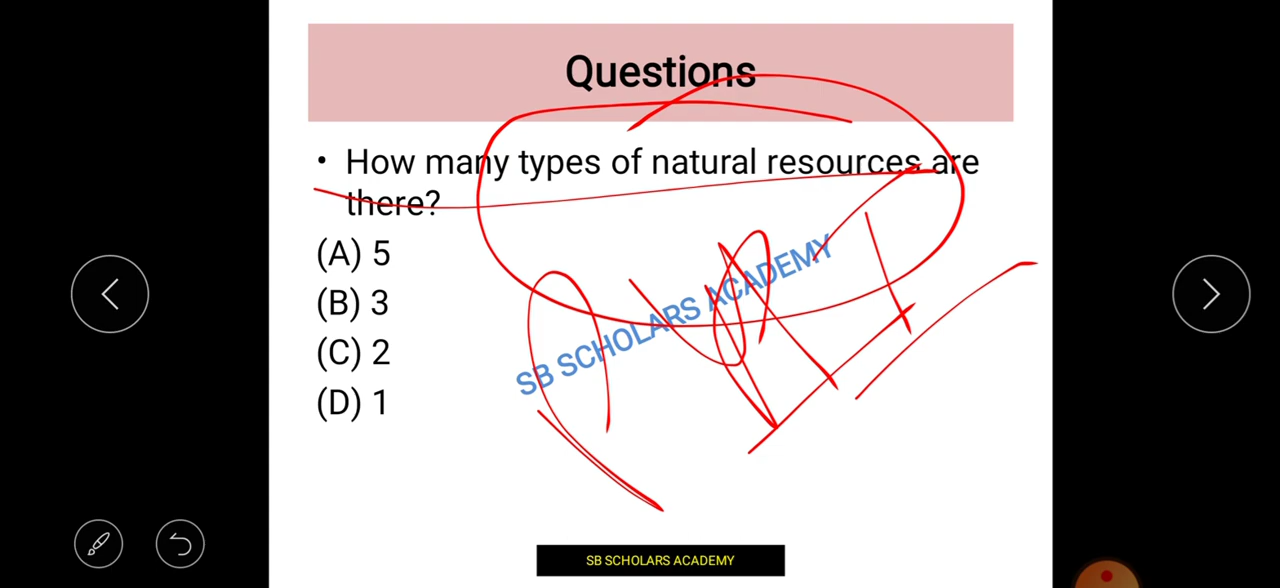 Questions
• How many types of natural resources are
there?
(A) 5
(B) 3
(C) 2
(D) 1
SB SCHOLARS ACADEMY
SB SCHOLARS ACADEMY